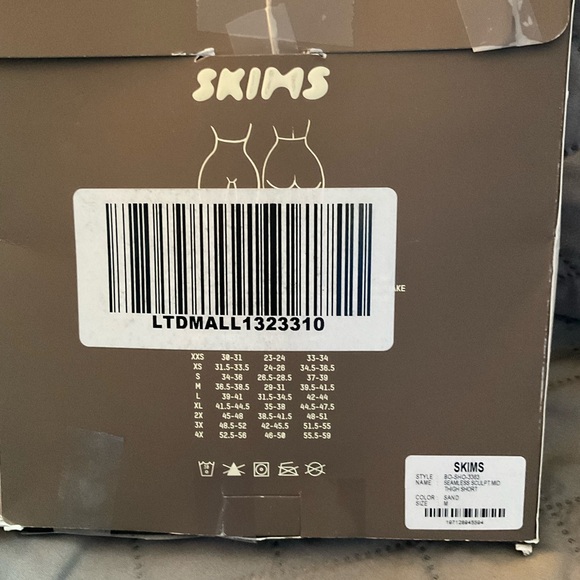 SKIMS
AKE
LTDMALL1323310
XXS 30-31 23-24 33-34
XS 31.5-33.5 24-26 34.5-36.5
S 34-36 26.5-28.5 37-39
M 36.5-38.5 29-31 39.5-41.5
L 39-41 31.5-34.5 42-44
XL 41.5-44.5 35-38 44.5-47.5
2X 45-48 38.5-41.5 48-51
3X 48.5-52 42-45.5 51.5-55
4X 52.5-56 46-50 55.5-59
SKIMS
STYLE : BO-SHO-3363
NAME : SEAMLESS SCULPT MID
THIGH SHORT
COLOR : SAND
SIZE : M